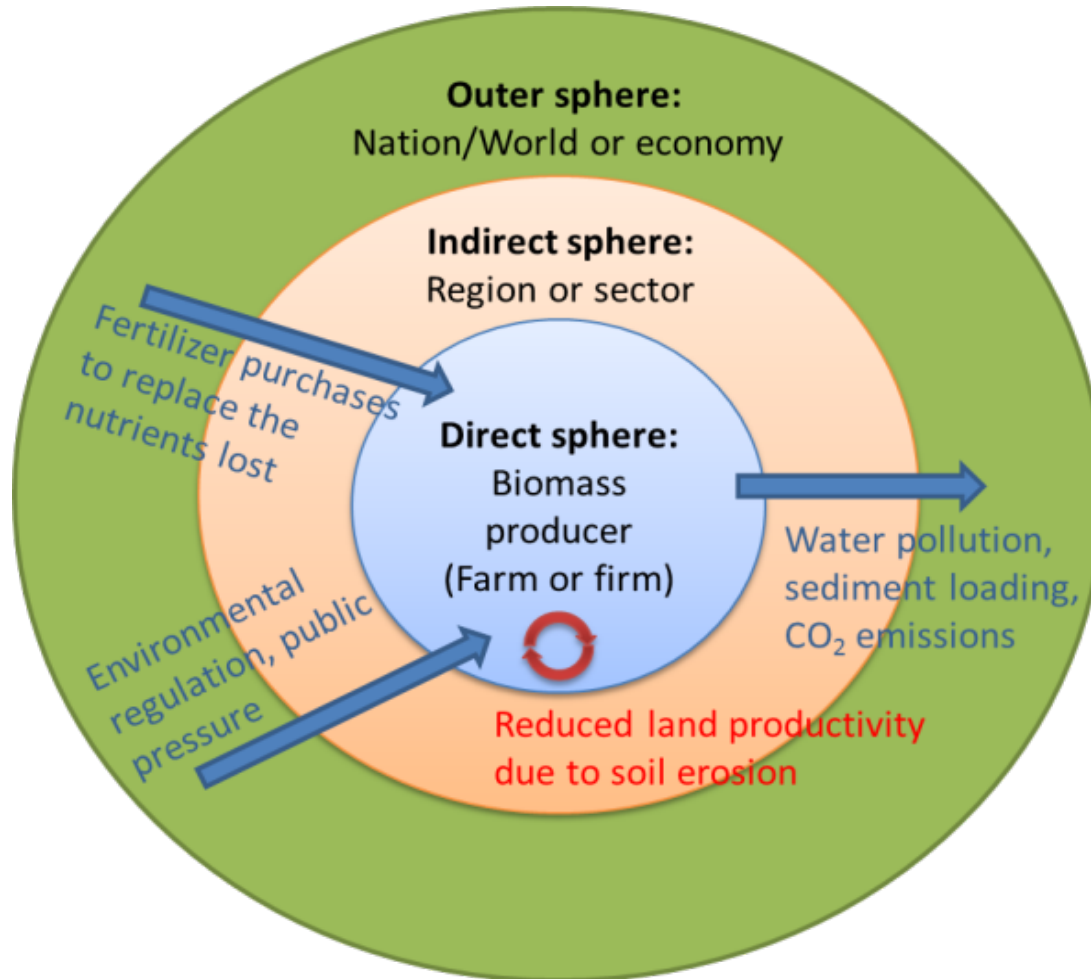 Outer sphere:
Nation/World or economy
Indirect sphere:
Region or sector
Fertilizer purchases
to replace the
nutrients lost
Direct sphere:
Biomass
producer
(Farm or firm)
Water pollution,
sediment loading,
CO₂ emissions
Environmental
regulation, public
pressure
Reduced land productivity
due to soil erosion